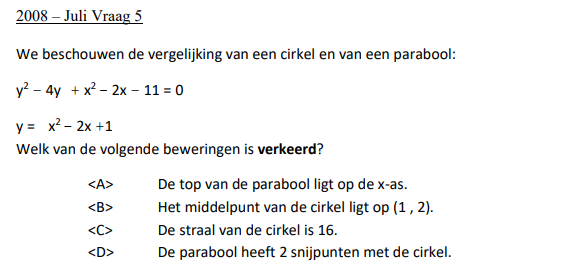 2008 – Juli Vraag 5
We beschouwen de vergelijking van een cirkel en van een parabool:
y² – 4y + x² – 2x – 11 = 0
y = x² – 2x +1
Welk van de volgende beweringen is verkeerd?
<A> De top van de parabool ligt op de x-as.
<B> Het middelpunt van de cirkel ligt op (1 , 2).
<C> De straal van de cirkel is 16.
<D> De parabool heeft 2 snijpunten met de cirkel.